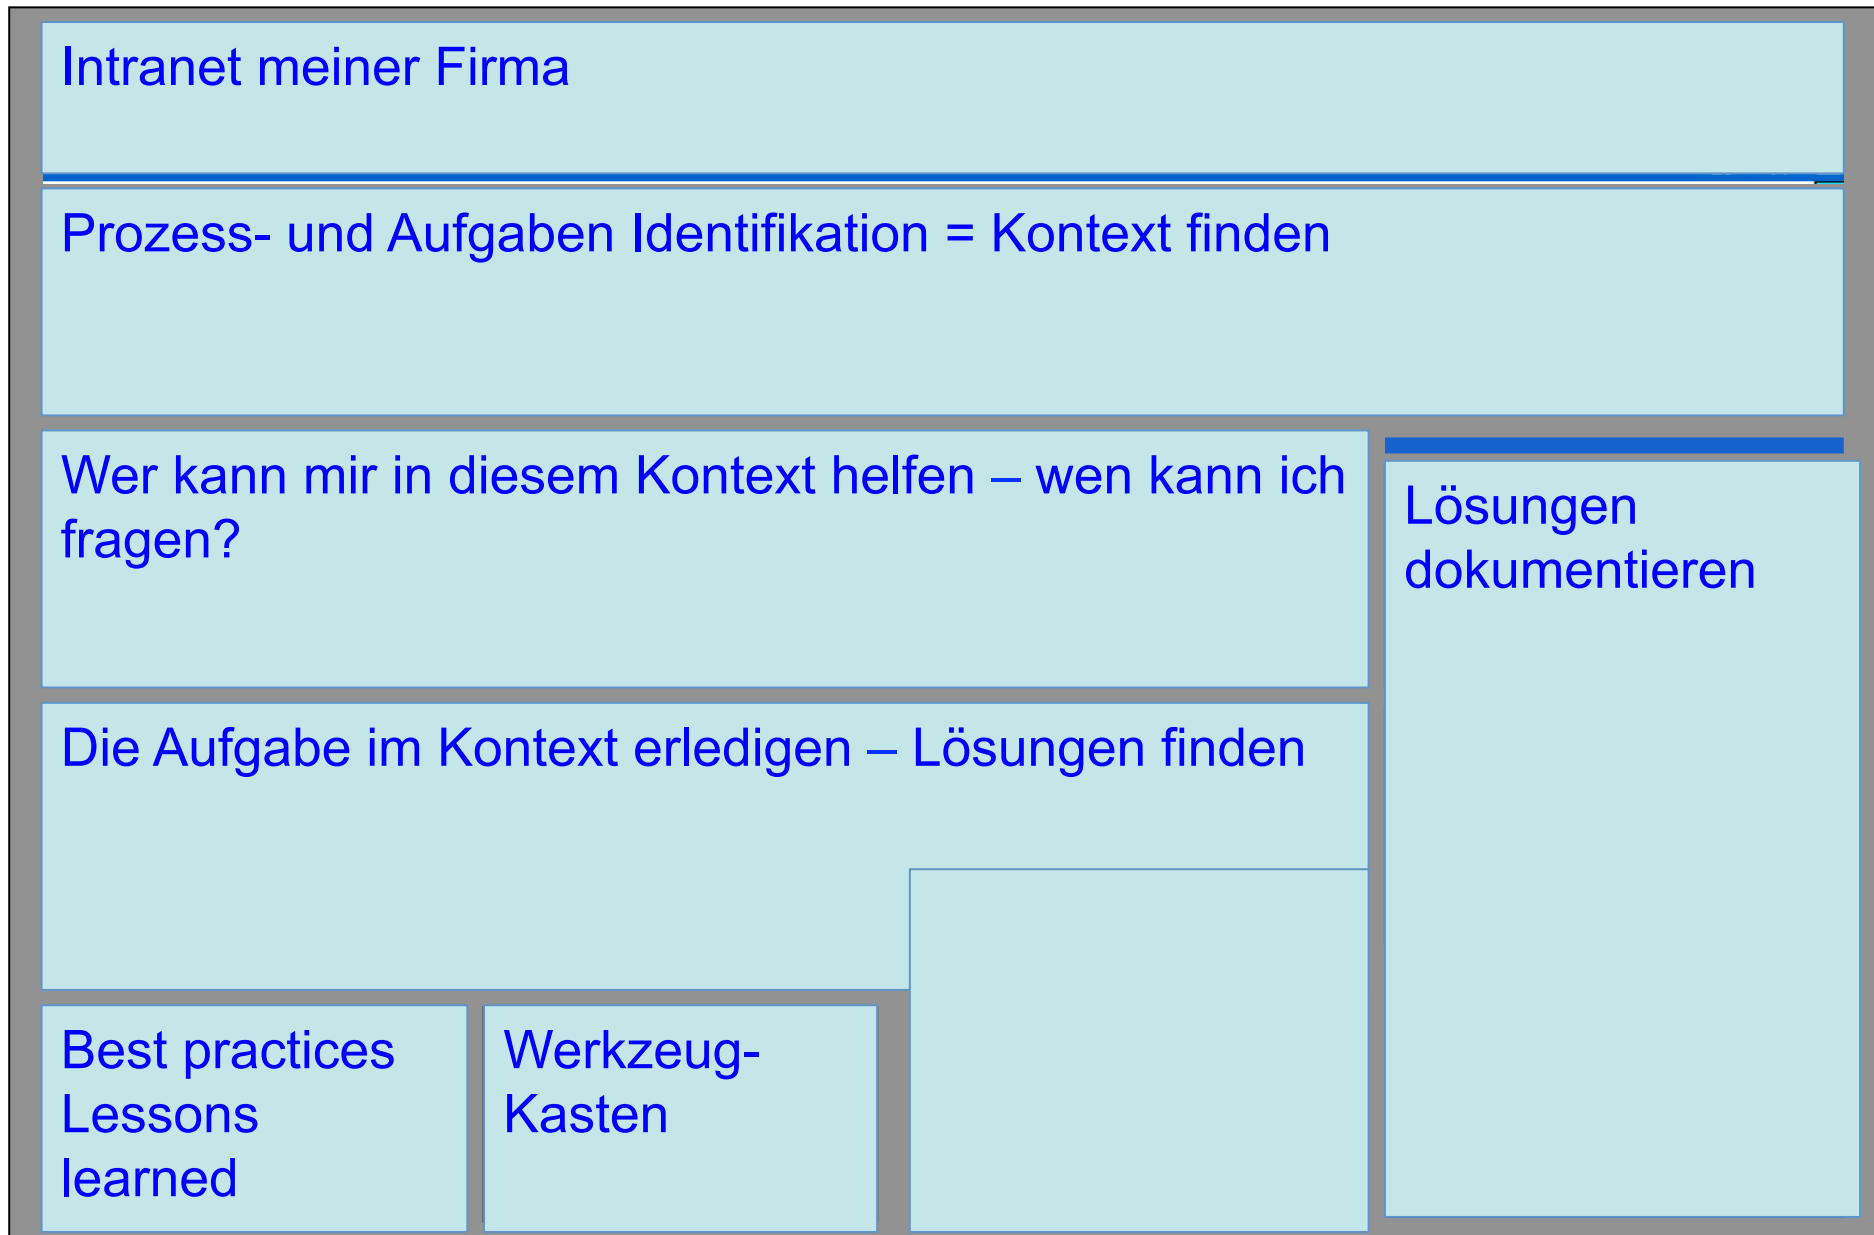 Intranet meiner Firma
Prozess- und Aufgaben Identifikation = Kontext finden
Wer kann mir in diesem Kontext helfen – wen kann ich
fragen?
Lösungen
dokumentieren
Die Aufgabe im Kontext erledigen – Lösungen finden
Best practices
Lessons
learned
Werkzeug-
Kasten